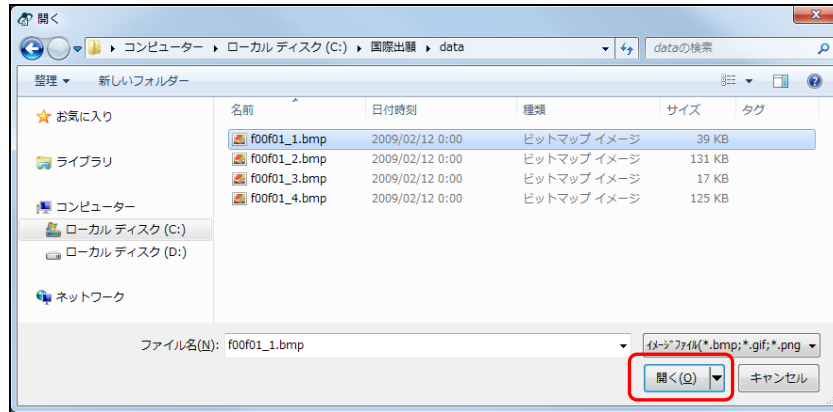 開く
コンピューター ローカル ディスク (C:) 国際出願 data dataの検索
整理 新しいフォルダー
お気に入り
ライブラリ
コンピューター
ローカル ディスク (C:)
ローカル ディスク (D:)
ネットワーク
名前 日付時刻 種類 サイズ タグ
f00f01_1.bmp 2009/02/12 0:00 ビットマップ イメージ 39 KB
f00f01_2.bmp 2009/02/12 0:00 ビットマップ イメージ 131 KB
f00f01_3.bmp 2009/02/12 0:00 ビットマップ イメージ 17 KB
f00f01_4.bmp 2009/02/12 0:00 ビットマップ イメージ 125 KB
ファイル名(N): f00f01_1.bmp ｲﾒｰｼﾞﾌｧｲﾙ(*.bmp;*.gif;*.png
開く(O) キャンセル